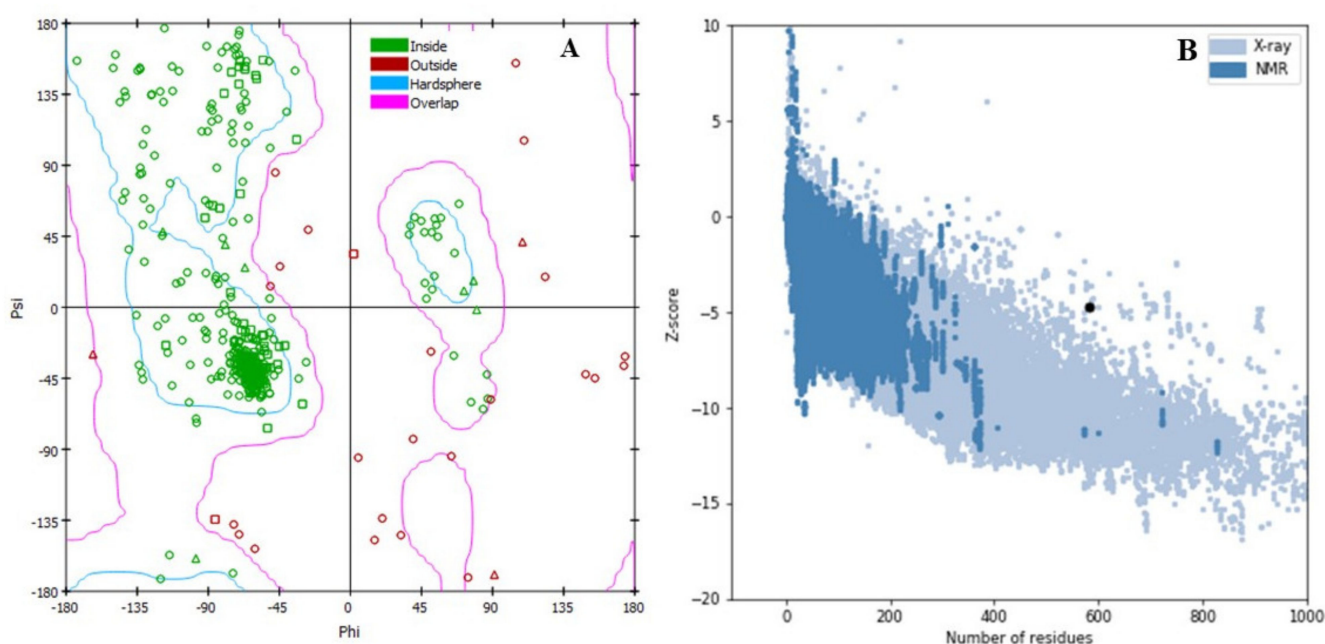 A
Inside
Outside
Hardsphere
Overlap
180
135
90
45
0
-45
-90
-135
-180
Psi
-180 -135 -90 -45 0 45 90 135 180
Phi
B
X-ray
NMR
10
5
0
−5
−10
−15
−20
Z-score
0 200 400 600 800 1000
Number of residues